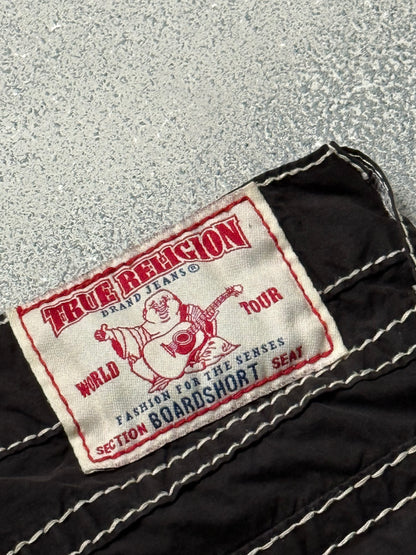 TRUE RELIGION
BRAND JEANS®
WORLD TOUR
FASHION FOR THE SENSES
SECTION BOARDSHORT SEAT